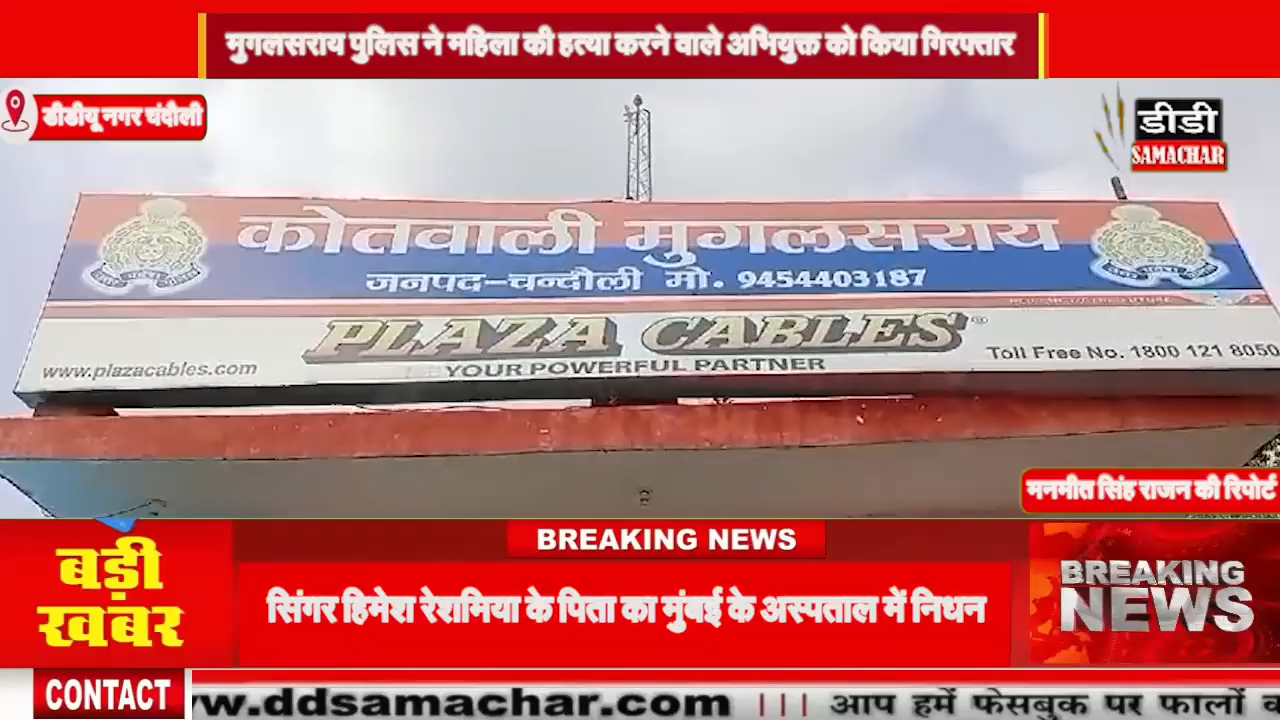 मुगलसराय पुलिस ने महिला की हत्या करने वाले अभियुक्त को किया गिरफ्तार
डीडीयू नगर चंदौली
डीडी
SAMACHAR
कोतवाली मुगलसराय
जनपद-चन्दौली मो. 9454403187
PLAZA CABLES®
YOUR POWERFUL PARTNER
www.plazacables.com
Toll Free No. 1800 121 8050
मनमीत सिंह राजन की रिपोर्ट
बड़ी
खबर
BREAKING NEWS
सिंगर हिमेश रेशमिया के पिता का मुंबई के अस्पताल में निधन
BREAKING
NEWS
CONTACT
www.ddsamachar.com ||| आप हमें फेसबुक पर फालों